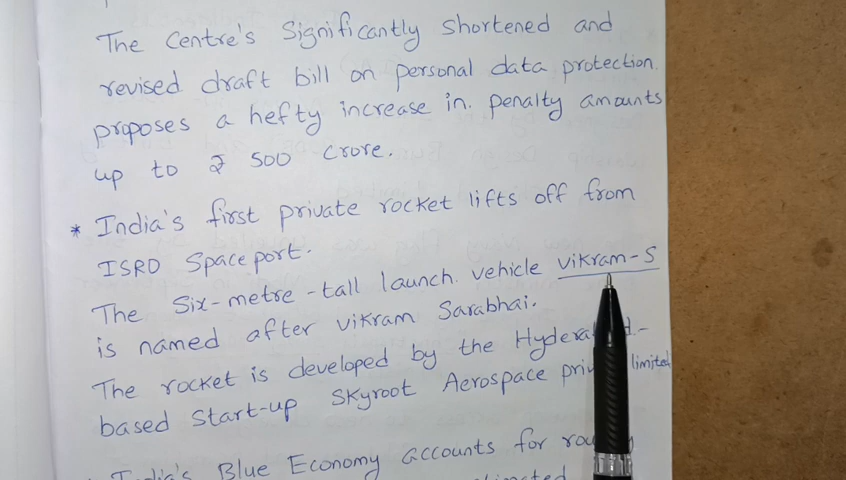 The Centre's Significantly Shortened and
revised draft bill on personal data protection.
proposes a hefty increase in penalty amounts
up to ₹ 500 crore.
* India's first private rocket lifts off from
ISRO Spaceport.
The Six-metre-tall launch vehicle vikram-S
is named after vikram Sarabhai.
The rocket is developed by the
based Start-up Skyroot Aerospace limited
* India's Blue Economy accounts for